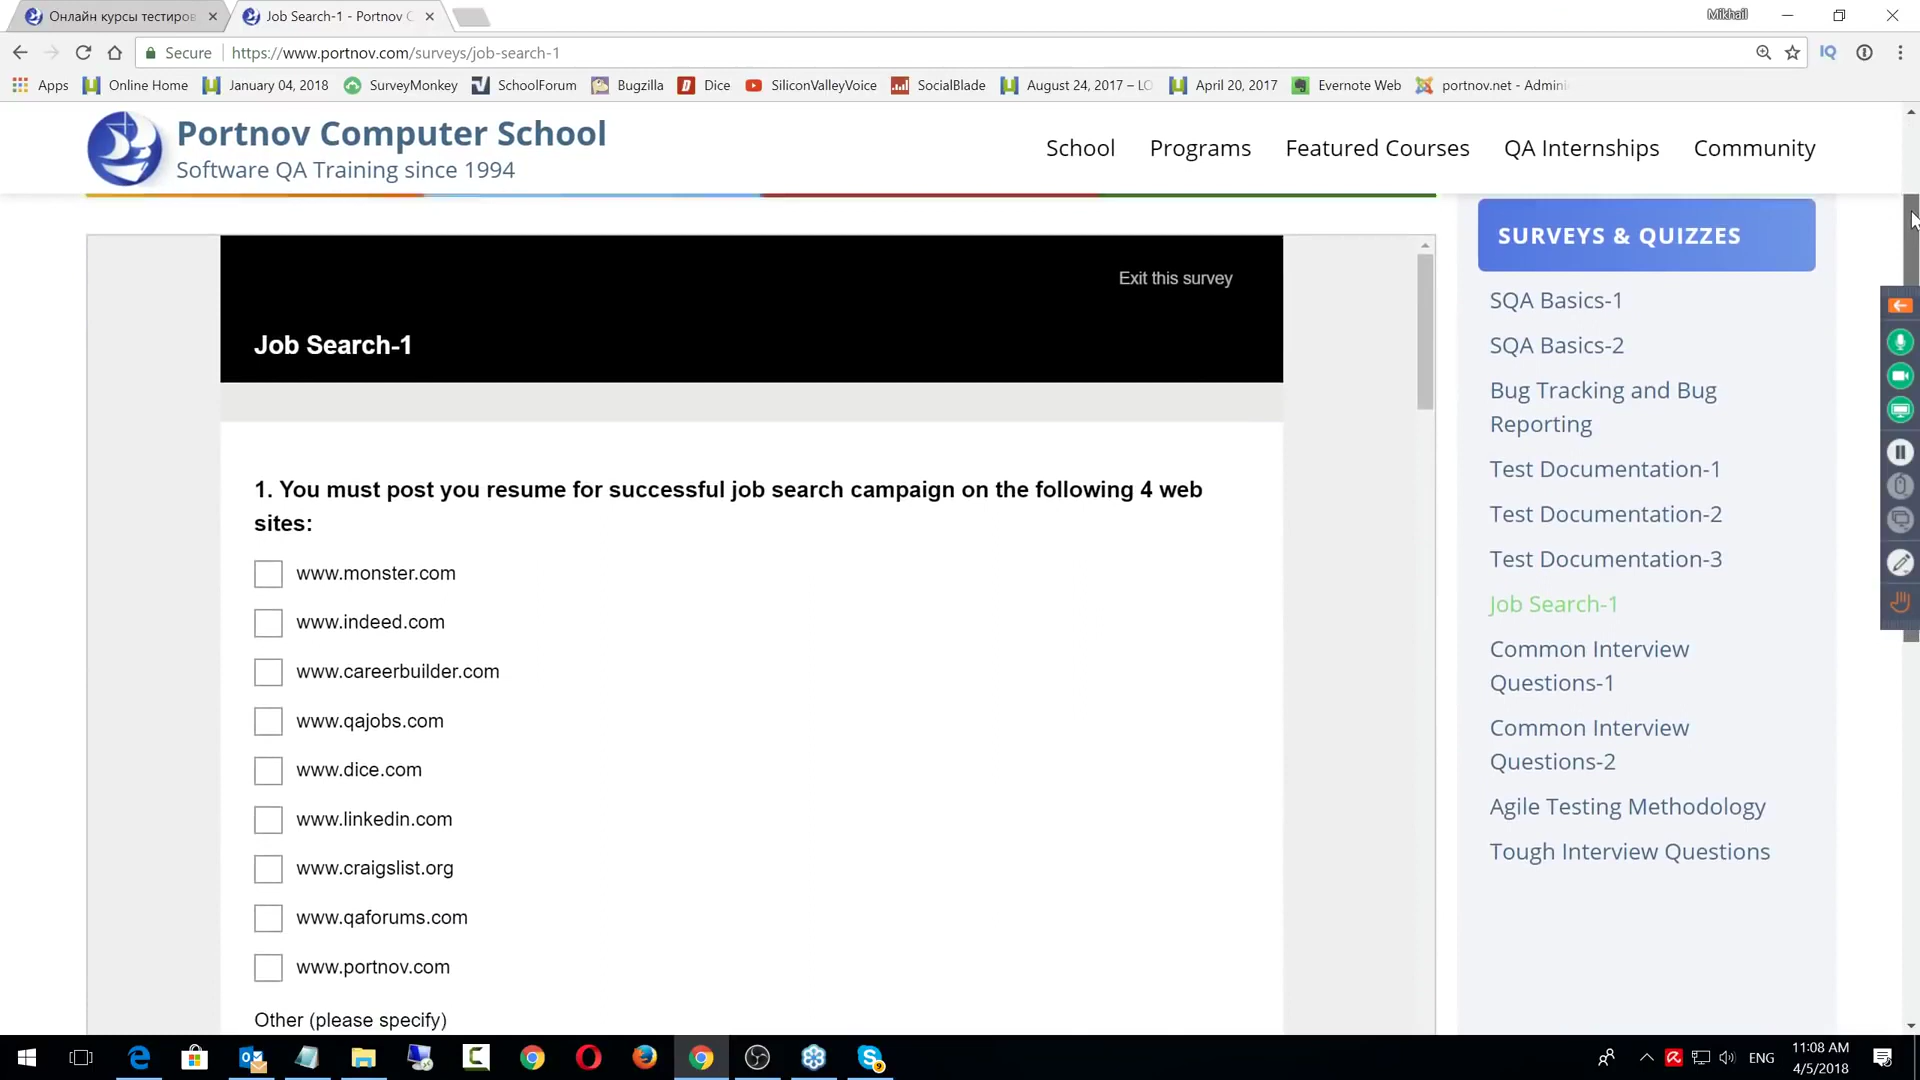 Онлайн курсы тестиров
Job Search-1 - Portnov C
Mikhail
Secure
https://www.portnov.com/surveys/job-search-1
Apps
Online Home
January 04, 2018
SurveyMonkey
SchoolForum
Bugzilla
Dice
SiliconValleyVoice
SocialBlade
August 24, 2017 – LO
April 20, 2017
Evernote Web
portnov.net - Admini
Portnov Computer School
Software QA Training since 1994
School
Programs
Featured Courses
QA Internships
Community
Exit this survey
Job Search-1
1. You must post you resume for successful job search campaign on the following 4 web
sites:
www.monster.com
www.indeed.com
www.careerbuilder.com
www.qajobs.com
www.dice.com
www.linkedin.com
www.craigslist.org
www.qaforums.com
www.portnov.com
Other (please specify)
SURVEYS & QUIZZES
SQA Basics-1
SQA Basics-2
Bug Tracking and Bug
Reporting
Test Documentation-1
Test Documentation-2
Test Documentation-3
Job Search-1
Common Interview
Questions-1
Common Interview
Questions-2
Agile Testing Methodology
Tough Interview Questions
ENG
11:08 AM
4/5/2018